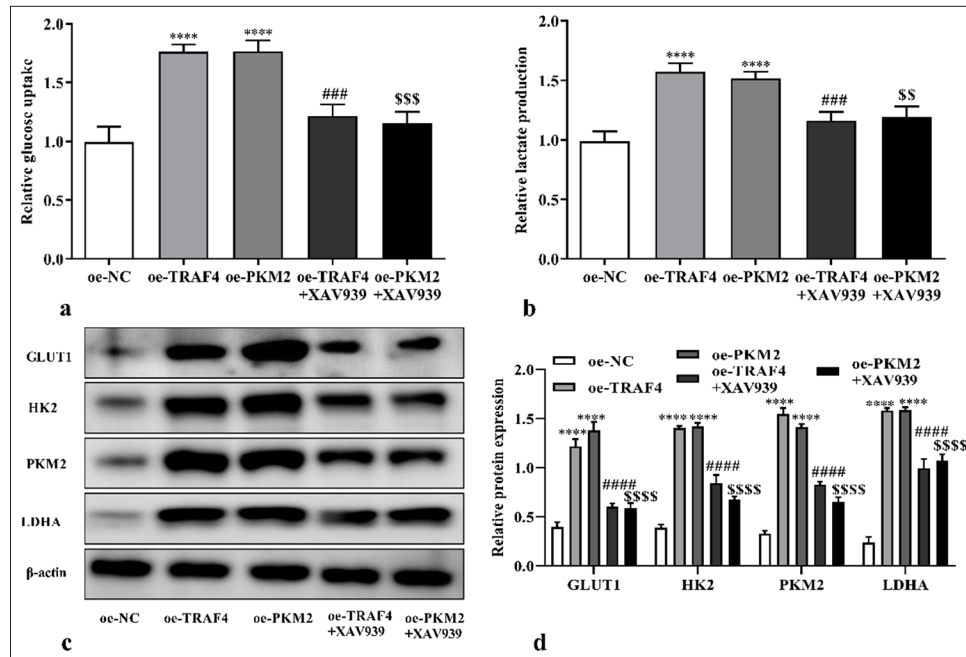 Relative glucose uptake
2.0
1.5
1.0
0.5
0.0
****
****
###
$$$
oe-NC
oe-TRAF4
oe-PKM2
oe-TRAF4
+XAV939
oe-PKM2
+XAV939
a
Relative lactate production
2.0
1.5
1.0
0.5
0.0
****
****
###
$$
oe-NC
oe-TRAF4
oe-PKM2
oe-TRAF4
+XAV939
oe-PKM2
+XAV939
b
GLUT1
HK2
PKM2
LDHA
β-actin
oe-NC
oe-TRAF4
oe-PKM2
oe-TRAF4
+XAV939
oe-PKM2
+XAV939
c
oe-NC
oe-TRAF4
oe-PKM2
oe-TRAF4
+XAV939
oe-PKM2
+XAV939
Relative protein expression
2.0
1.5
1.0
0.5
0.0
****
****
####
$$$$
****
****
####
$$$$
****
****
####
$$$$
****
****
####
$$$$
GLUT1
HK2
PKM2
LDHA
d